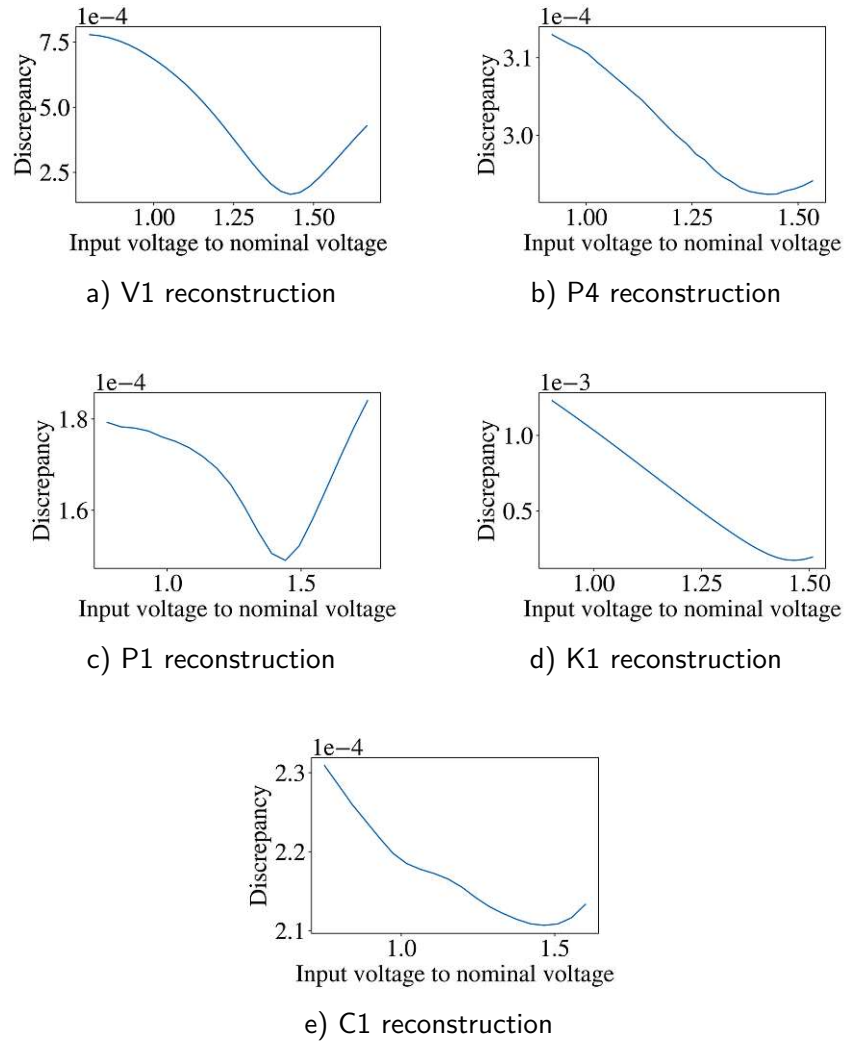 1e−4
7.5
5.0
2.5
Discrepancy
1.00 1.25 1.50
Input voltage to nominal voltage
a) V1 reconstruction
1e−4
3.1
3.0
Discrepancy
1.00 1.25 1.50
Input voltage to nominal voltage
b) P4 reconstruction
1e−4
1.8
1.6
Discrepancy
1.0 1.5
Input voltage to nominal voltage
c) P1 reconstruction
1e−3
1.0
0.5
Discrepancy
1.00 1.25 1.50
Input voltage to nominal voltage
d) K1 reconstruction
1e−4
2.3
2.2
2.1
Discrepancy
1.0 1.5
Input voltage to nominal voltage
e) C1 reconstruction